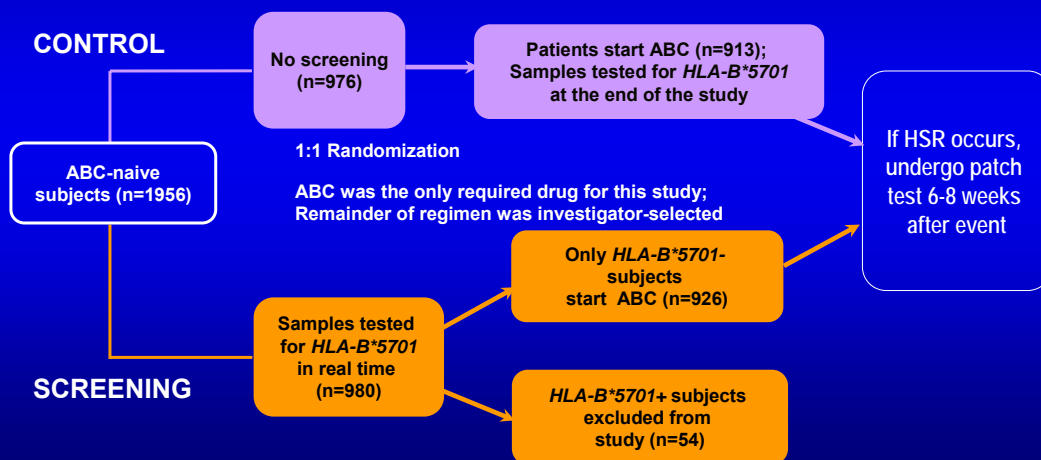 CONTROL
No screening
(n=976)
Patients start ABC (n=913);
Samples tested for HLA-B*5701
at the end of the study
ABC-naive
subjects (n=1956)
1:1 Randomization
ABC was the only required drug for this study;
Remainder of regimen was investigator-selected
If HSR occurs,
undergo patch
test 6-8 weeks
after event
Only HLA-B*5701-
subjects
start ABC (n=926)
Samples tested
for HLA-B*5701
in real time
(n=980)
SCREENING
HLA-B*5701+ subjects
excluded from
study (n=54)